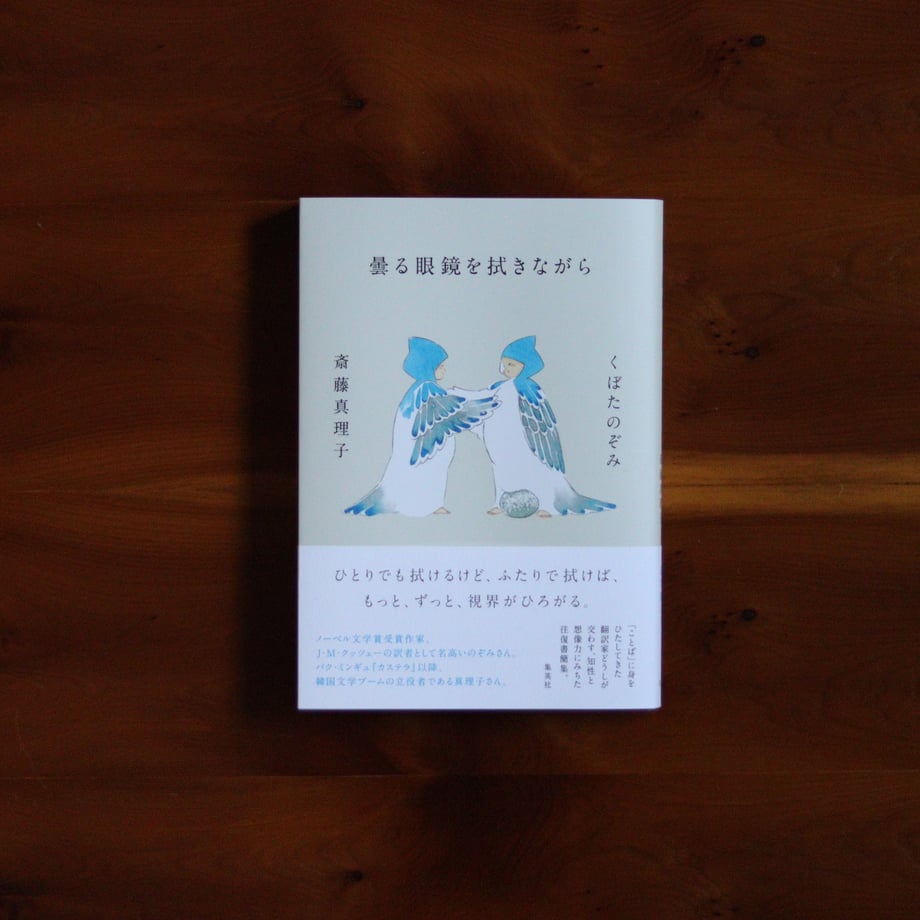 曇る眼鏡を拭きながら
くぼたのぞみ
斎藤真理子
ひとりでも拭けるけど、ふたりで拭けば、
もっと、ずっと、視界がひろがる。
「ことば」に身を
ひたしてきた
翻訳家どうしが
交わす、知性と
想像力にみちた
往復書簡集。
集英社
ノーベル文学賞受賞作家、
J・M・クッツェーの訳者として名高いのぞみさん。
パク・ミンギュ『カステラ』以降、
韓国文学ブームの立役者である真理子さん。